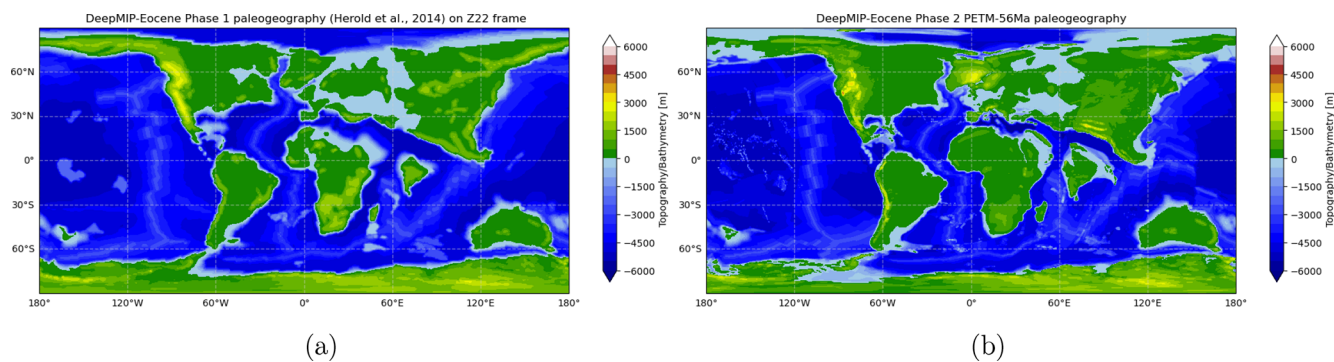 DeepMIP-Eocene Phase 1 paleogeography (Herold et al., 2014) on Z22 frame
60°N
30°N
0°
30°S
60°S
180°
120°W
60°W
0°
60°E
120°E
180°
6000
4500
3000
1500
0
−1500
−3000
−4500
−6000
Topography/Bathymetry [m]
(a)
DeepMIP-Eocene Phase 2 PETM-56Ma paleogeography
60°N
30°N
0°
30°S
60°S
180°
120°W
60°W
0°
60°E
120°E
180°
6000
4500
3000
1500
0
−1500
−3000
−4500
−6000
Topography/Bathymetry [m]
(b)